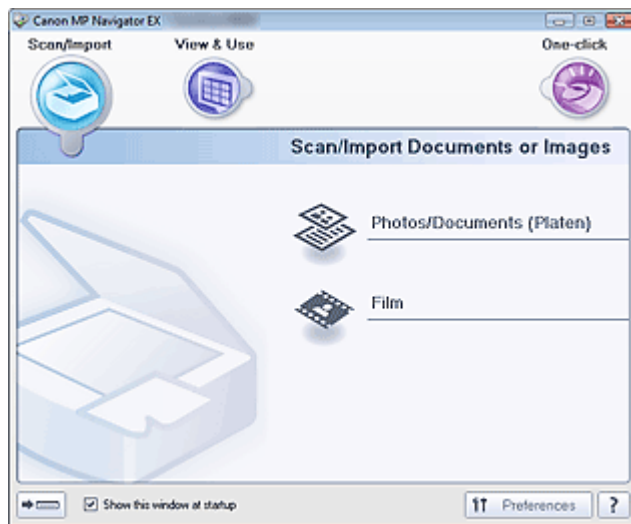 Canon MP Navigator EX
Scan/Import
View & Use
One-click
Scan/Import Documents or Images
Photos/Documents (Platen)
Film
Show this window at startup
Preferences
?